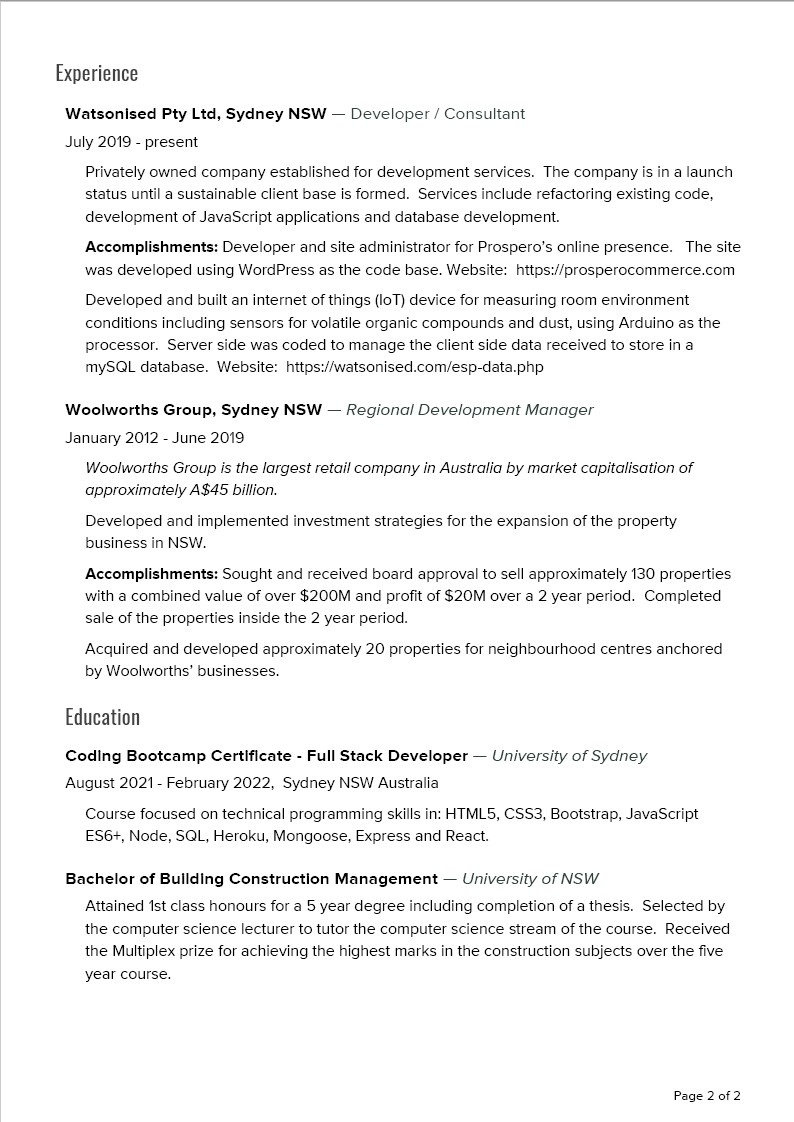 Experience
Watsonised Pty Ltd, Sydney NSW — Developer / Consultant
July 2019 - present
Privately owned company established for development services.  The company is in a launch
status until a sustainable client base is formed.  Services include refactoring existing code,
development of JavaScript applications and database development.
Accomplishments: Developer and site administrator for Prospero’s online presence.   The site
was developed using WordPress as the code base. Website:  https://prosperocommerce.com
Developed and built an internet of things (IoT) device for measuring room environment
conditions including sensors for volatile organic compounds and dust, using Arduino as the
processor.  Server side was coded to manage the client side data received to store in a
mySQL database.  Website:  https://watsonised.com/esp-data.php
Woolworths Group, Sydney NSW — Regional Development Manager
January 2012 - June 2019
Woolworths Group is the largest retail company in Australia by market capitalisation of
approximately A$45 billion.
Developed and implemented investment strategies for the expansion of the property
business in NSW.
Accomplishments: Sought and received board approval to sell approximately 130 properties
with a combined value of over $200M and profit of $20M over a 2 year period.  Completed
sale of the properties inside the 2 year period.
Acquired and developed approximately 20 properties for neighbourhood centres anchored
by Woolworths’ businesses.
Education
Coding Bootcamp Certificate - Full Stack Developer — University of Sydney
August 2021 - February 2022,  Sydney NSW Australia
Course focused on technical programming skills in: HTML5, CSS3, Bootstrap, JavaScript
ES6+, Node, SQL, Heroku, Mongoose, Express and React.
Bachelor of Building Construction Management — University of NSW
Attained 1st class honours for a 5 year degree including completion of a thesis.  Selected by
the computer science lecturer to tutor the computer science stream of the course.  Received
the Multiplex prize for achieving the highest marks in the construction subjects over the five
year course.
Page 2 of 2